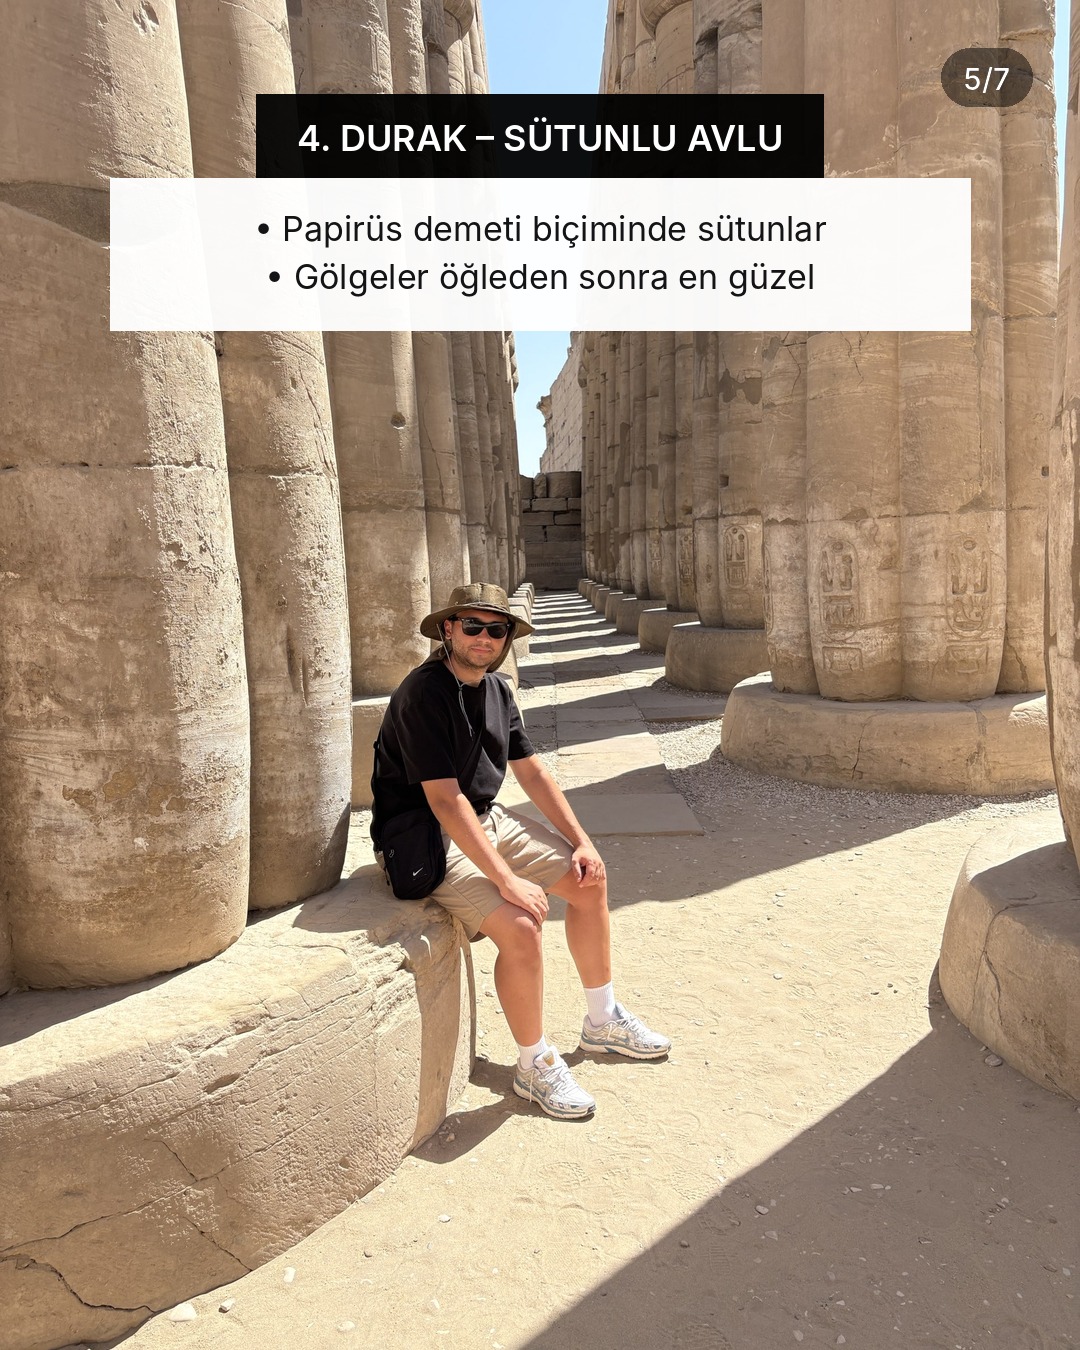 5/7
4. DURAK – SÜTUNLU AVLU
• Papirüs demeti biçiminde sütunlar
• Gölgeler öğleden sonra en güzel